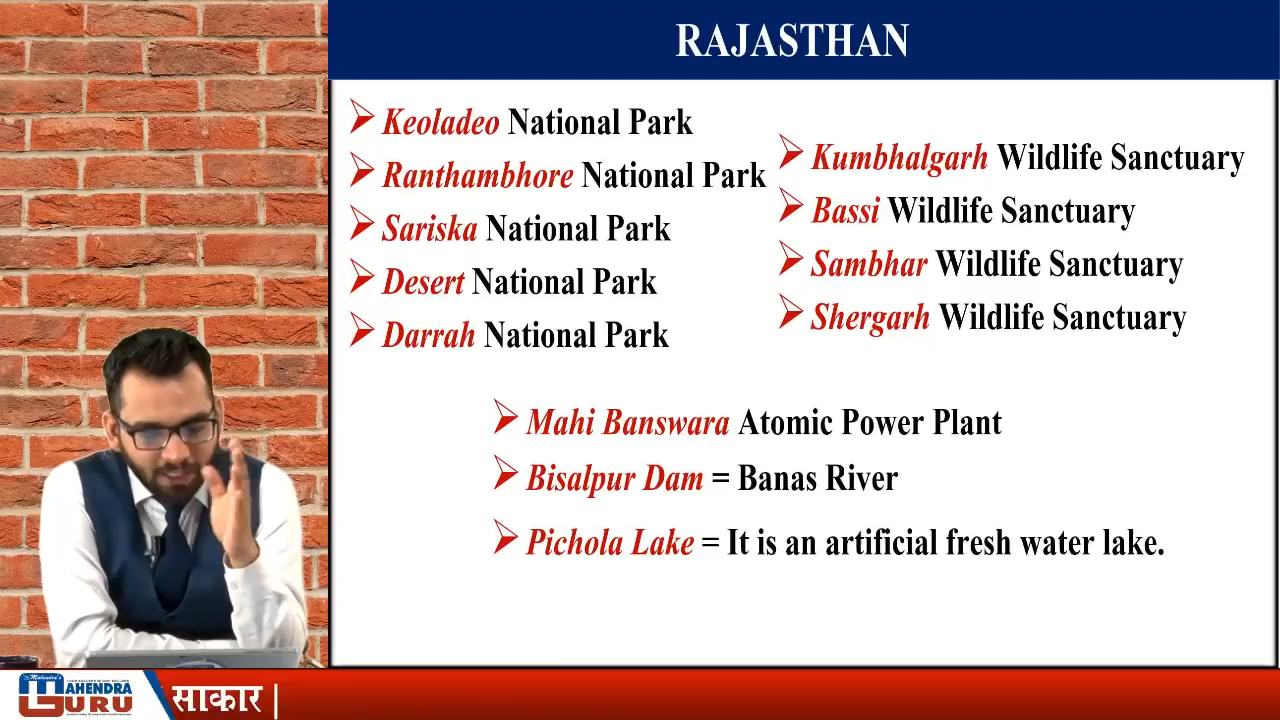 RAJASTHAN
Keoladeo National Park
Ranthambhore National Park
Sariska National Park
Desert National Park
Darrah National Park
Kumbhalgarh Wildlife Sanctuary
Bassi Wildlife Sanctuary
Sambhar Wildlife Sanctuary
Shergarh Wildlife Sanctuary
Mahi Banswara Atomic Power Plant
Bisalpur Dam = Banas River
Pichola Lake = It is an artificial fresh water lake.
Mahendra's
MAHENDRA
GURU
साकार